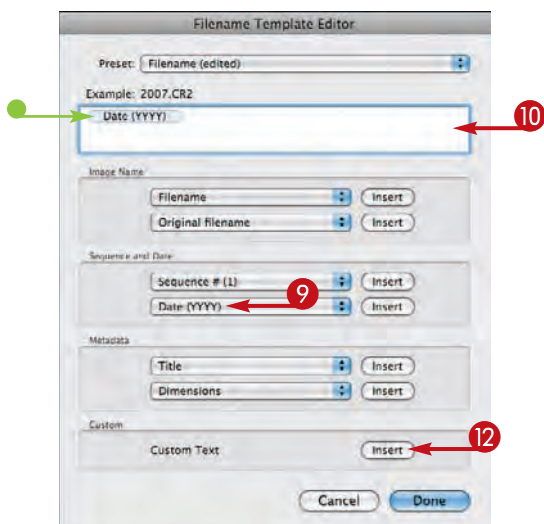 Filename Template Editor
Preset: Filename (edited)
Example: 2007.CR2
Date (YYYY)
10
Image Name
Filename Insert
Original filename Insert
Sequence and Date
Sequence # (1) Insert
Date (YYYY) 9 Insert
Metadata
Title Insert
Dimensions Insert
Custom
Custom Text Insert
12
Cancel Done